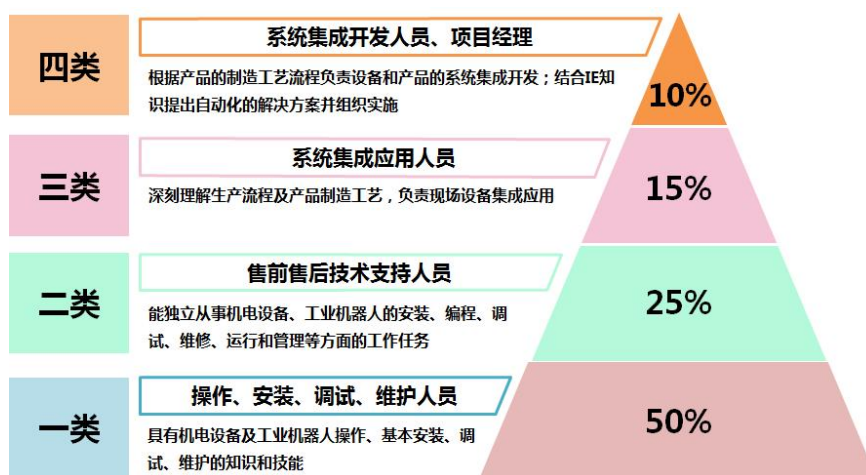 四类
系统集成开发人员、项目经理
根据产品的制造工艺流程负责设备和产品的系统集成开发；结合IE知
识提出自动化的解决方案并组织实施
10%
三类
系统集成应用人员
深刻理解生产流程及产品制造工艺，负责现场设备集成应用
15%
二类
售前售后技术支持人员
能独立从事机电设备、工业机器人的安装、编程、调
试、维修、运行和管理等方面的工作任务
25%
一类
操作、安装、调试、维护人员
具有机电设备及工业机器人操作、基本安装、调
试、维护的知识和技能
50%